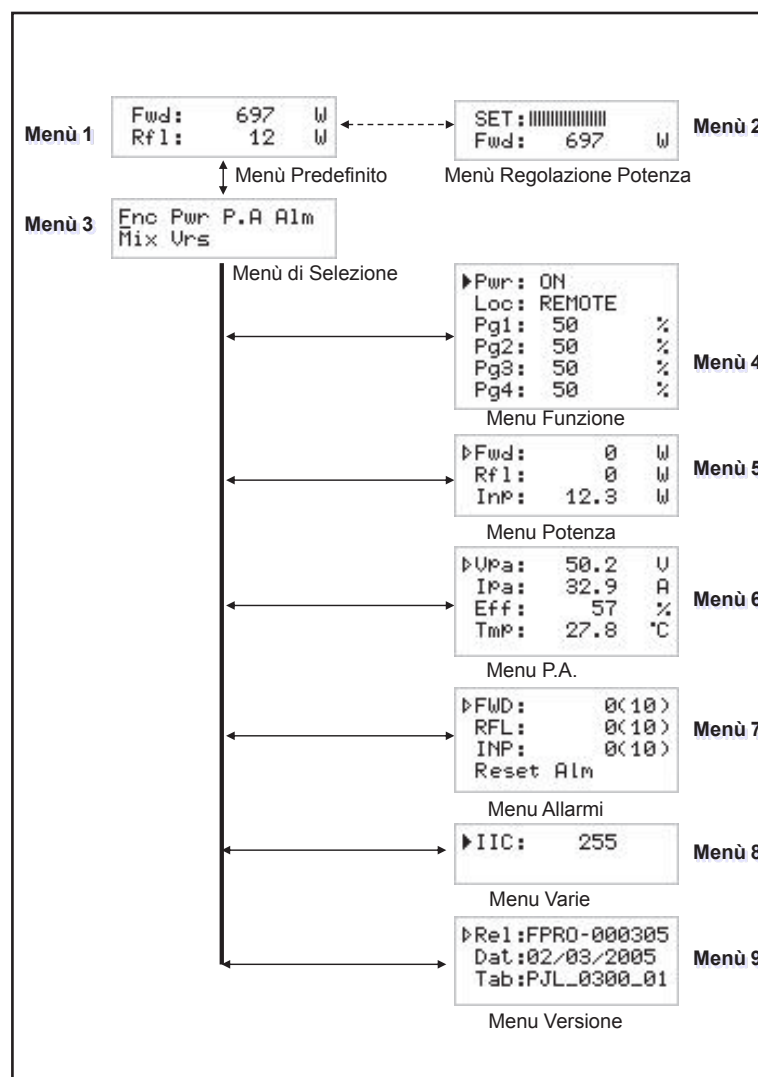 Menù 1
Fwd: 697 W
Rfl: 12 W
SET:
Fwd: 697 W
Menù 2
Menù Predefinito
Menù Regolazione Potenza
Menù 3
Fnc Pwr P.A Alm
Mix Vrs
Menù di Selezione
Pwr: ON
Loc: REMOTE
Pg1: 50 %
Pg2: 50 %
Pg3: 50 %
Pg4: 50 %
Menù 4
Menu Funzione
Fwd: 0 W
Rfl: 0 W
Inp: 12.3 W
Menù 5
Menu Potenza
Vpa: 50.2 V
Ipa: 32.9 A
Eff: 57 %
Tmp: 27.8 °C
Menù 6
Menu P.A.
FWD: 0(10)
RFL: 0(10)
INP: 0(10)
Reset Alm
Menù 7
Menu Allarmi
IIC: 255
Menù 8
Menu Varie
Rel:FPRO-000305
Dat:02/03/2005
Tab:PJL_0300_01
Menù 9
Menu Versione